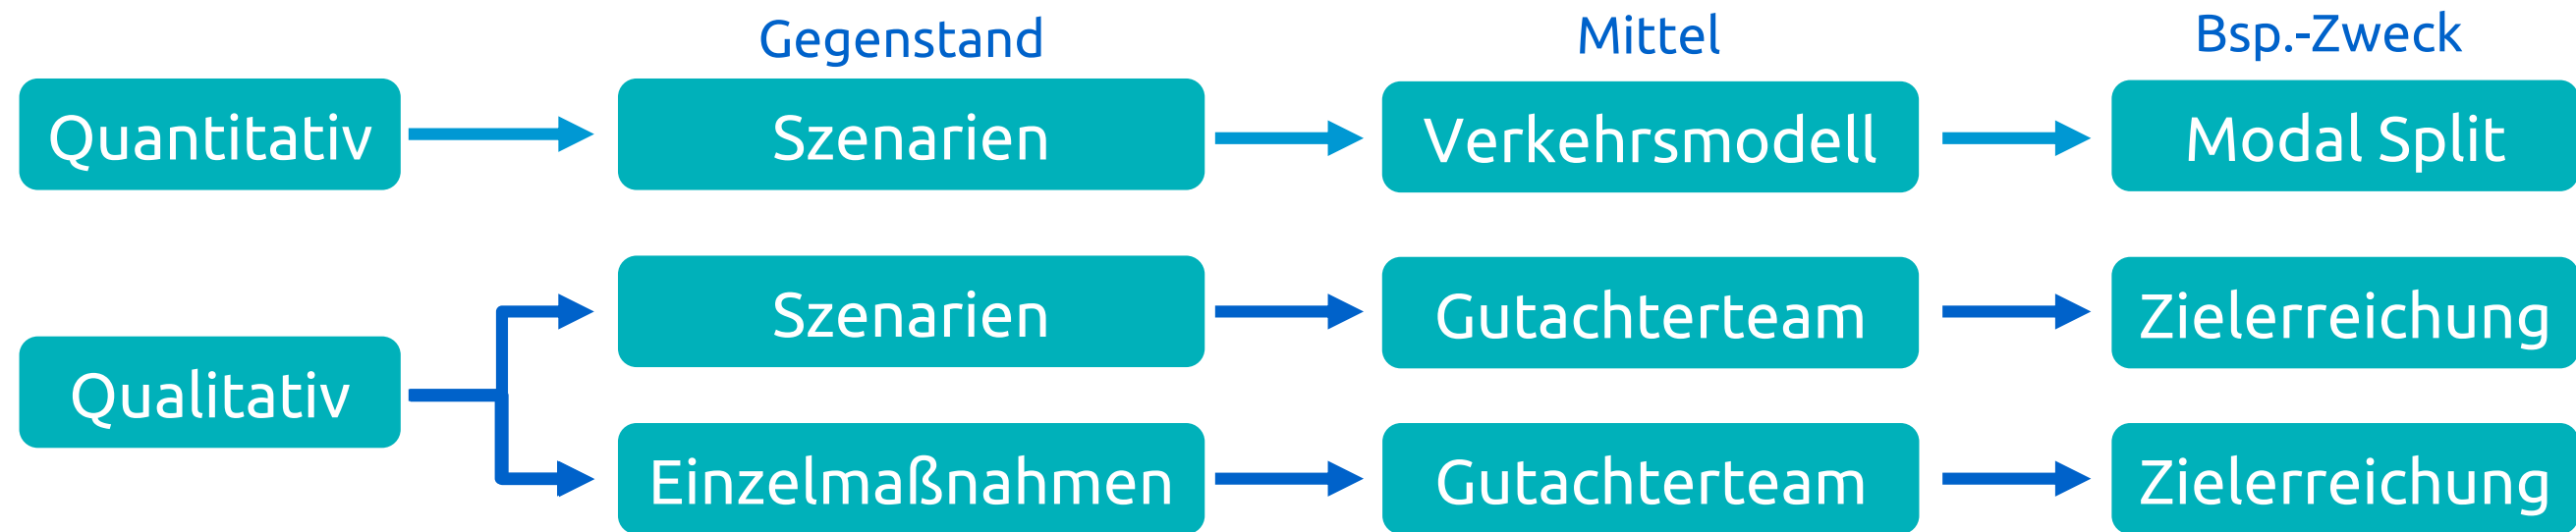 Gegenstand Mittel Bsp.-Zweck
Quantitativ Szenarien Verkehrsmodell Modal Split
Szenarien Gutachterteam Zielerreichung
Qualitativ
Einzelmaßnahmen Gutachterteam Zielerreichung